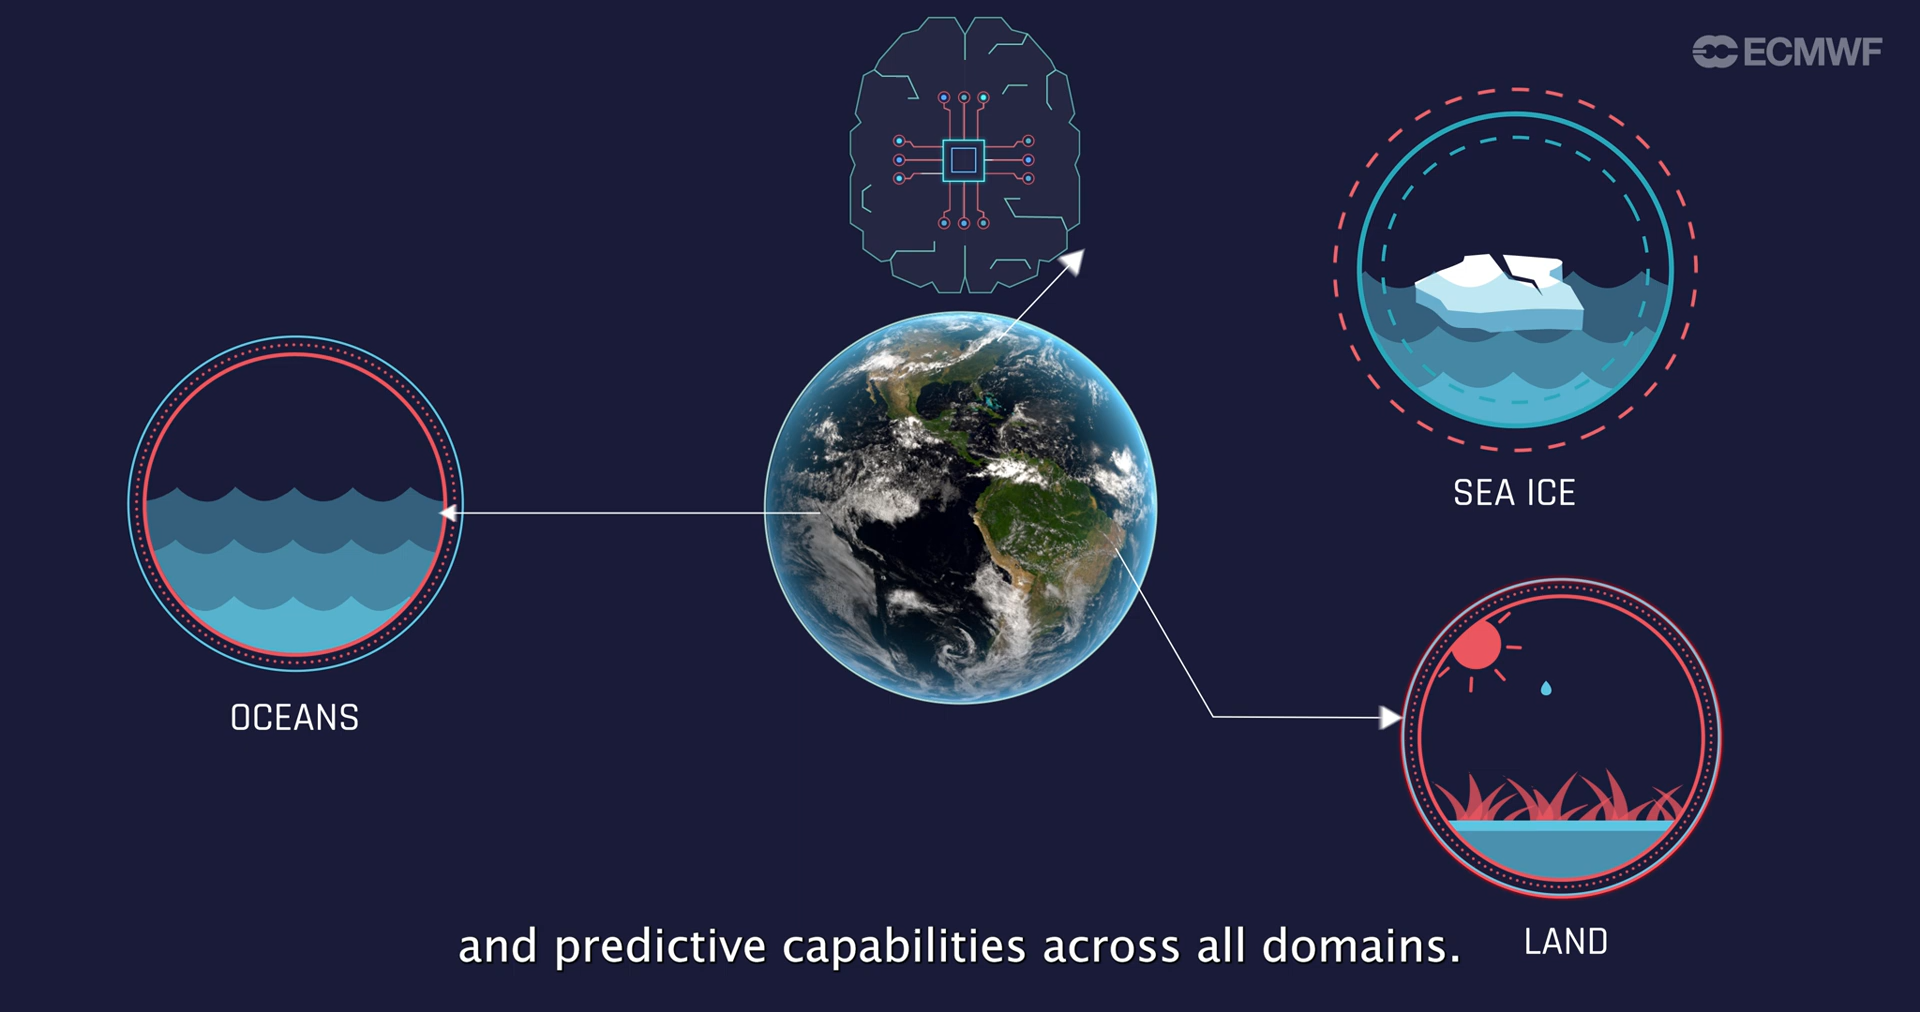 ECMWF
SEA ICE
OCEANS
LAND
and predictive capabilities across all domains.